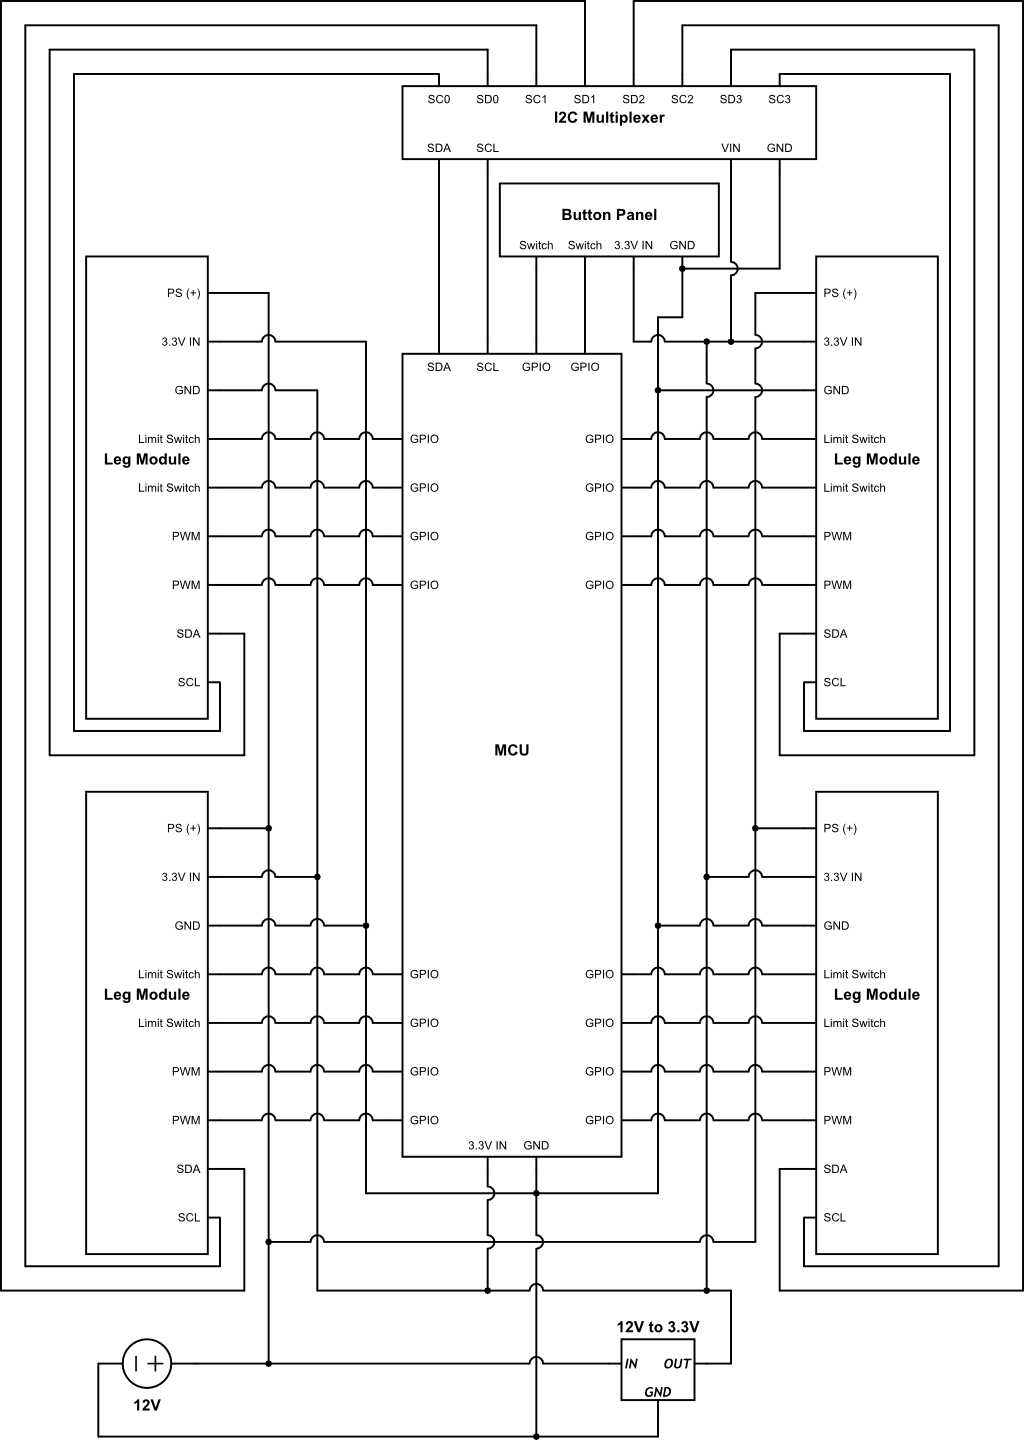 SC0 SD0 SC1 SD1 SD2 SC2 SD3 SC3
I2C Multiplexer
SDA SCL VIN GND
Button Panel
Switch Switch 3.3V IN GND
PS (+)
3.3V IN
GND
Limit Switch
Leg Module
Limit Switch
PWM
PWM
SDA
SCL
SDA SCL GPIO GPIO
GPIO GPIO
GPIO GPIO
GPIO GPIO
GPIO GPIO
MCU
GPIO GPIO
GPIO GPIO
GPIO GPIO
GPIO GPIO
3.3V IN GND
PS (+)
3.3V IN
GND
Limit Switch
Leg Module
Limit Switch
PWM
PWM
SDA
SCL
PS (+)
3.3V IN
GND
Limit Switch
Leg Module
Limit Switch
PWM
PWM
SDA
SCL
PS (+)
3.3V IN
GND
Limit Switch
Leg Module
Limit Switch
PWM
PWM
SDA
SCL
12V
12V to 3.3V
IN OUT
GND